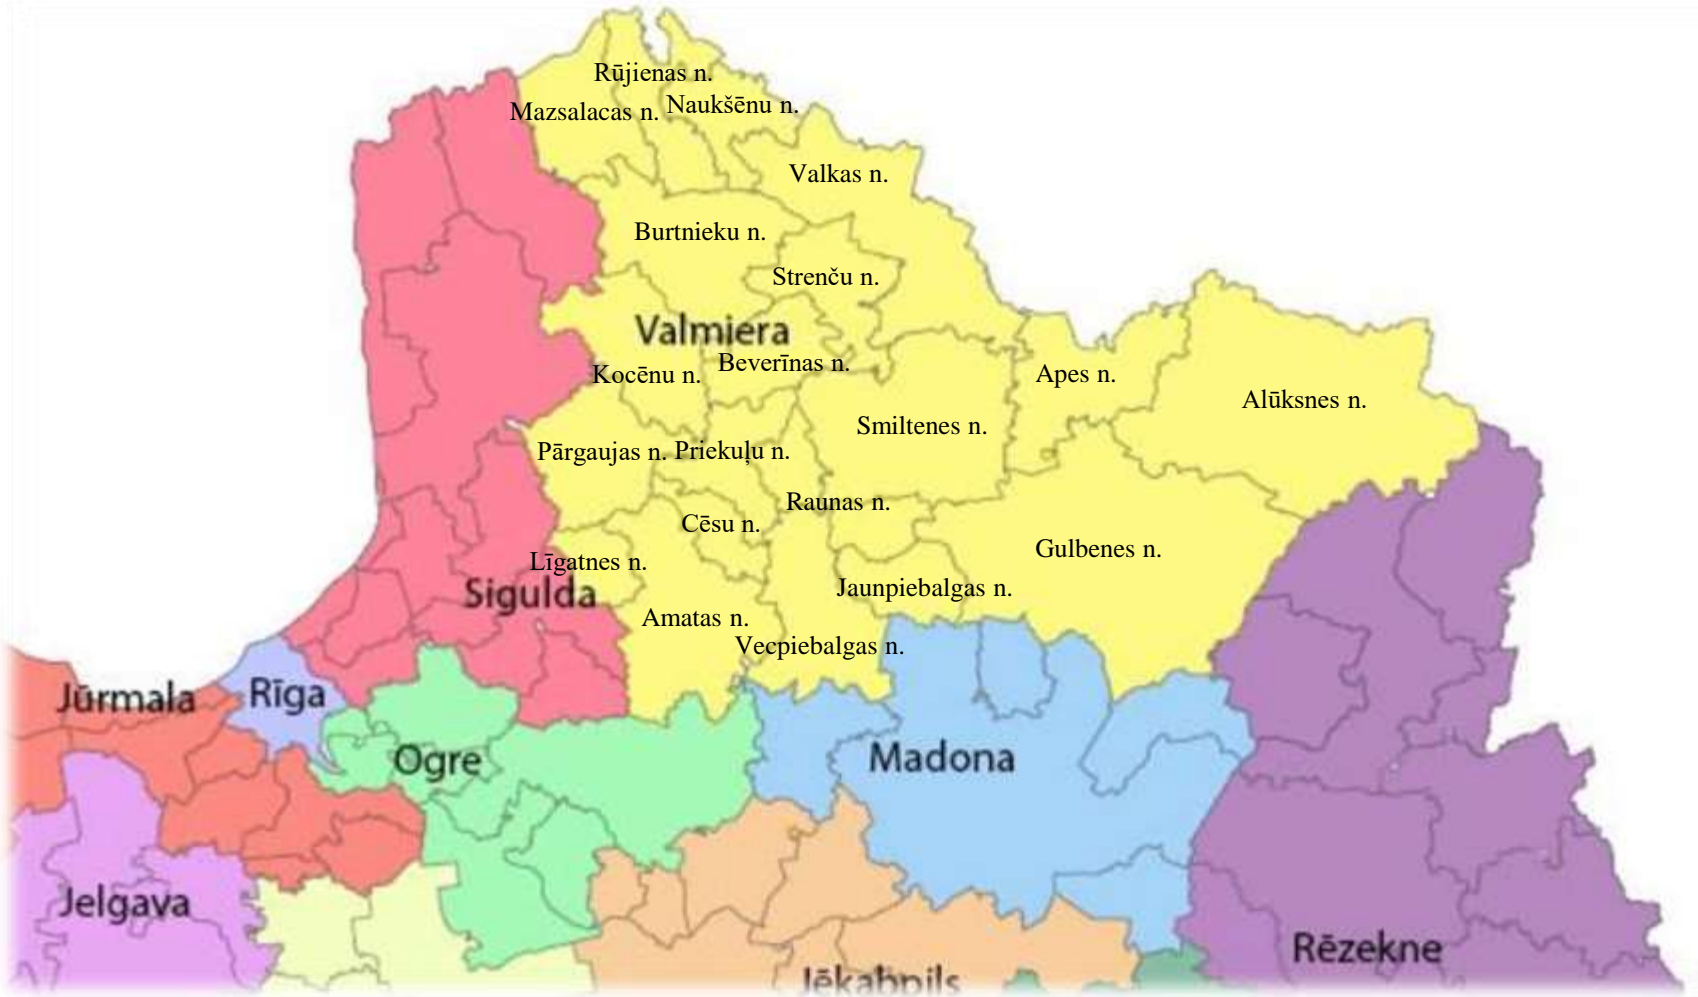 Rūjienas n.
Mazsalacas n.
Naukšēnu n.
Valkas n.
Burtnieku n.
Strenču n.
Valmiera
Beverīnas n.
Kocēnu n.
Apes n.
Alūksnes n.
Smiltenes n.
Pārgaujas n.
Priekuļu n.
Raunas n.
Cēsu n.
Gulbenes n.
Līgatnes n.
Sigulda
Jaunpiebalgas n.
Amatas n.
Vecpiebalgas n.
Jūrmala
Rīga
Ogre
Madona
Jelgava
Rēzekne
Jēkabpils